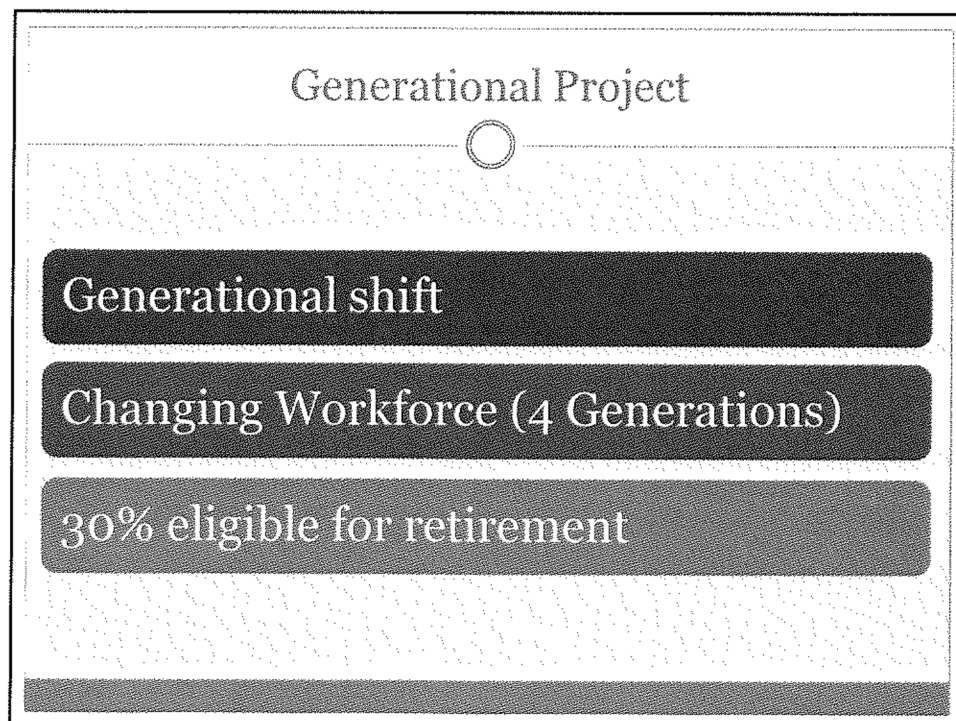 Generational Project
Generational shift
Changing Workforce (4 Generations)
30% eligible for retirement